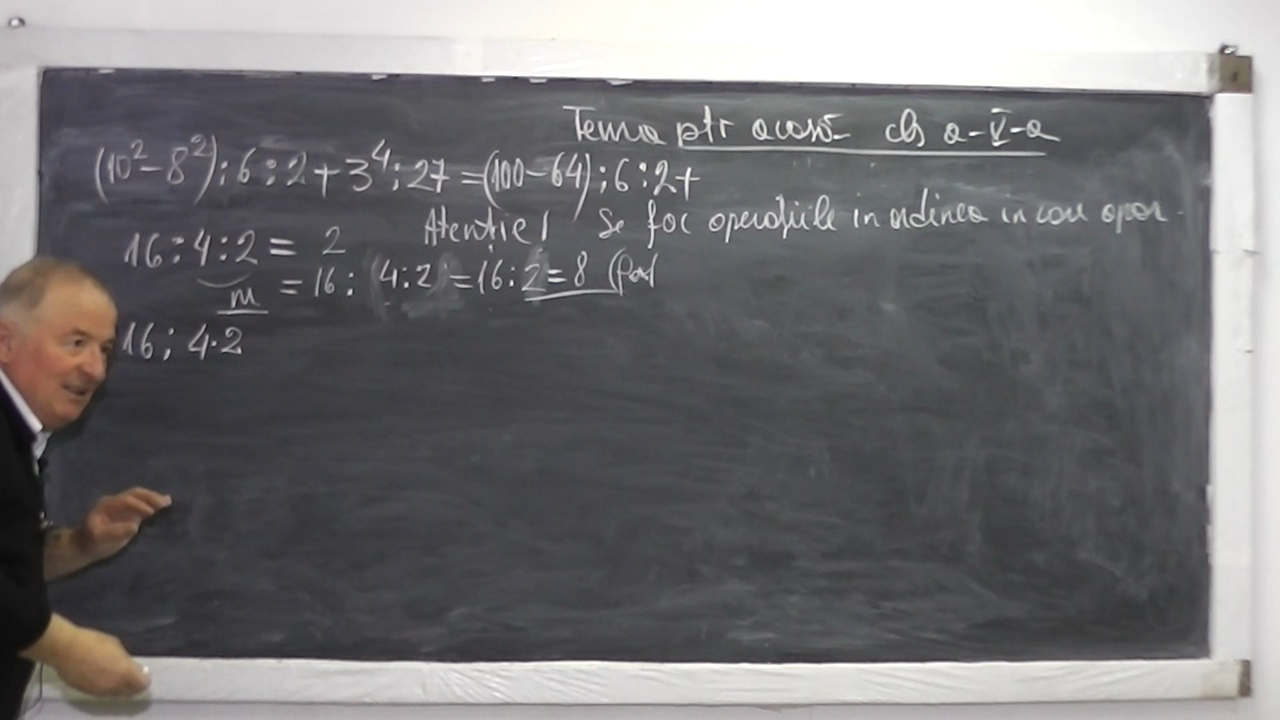 Tema ptr acasă cls a-V-a
(10²-8²):6:2+3⁴:27=(100-64):6:2+
Atentie! Se fac operațiile in ordinea in care apar.
16:4:2= 2
m =16:(4:2)=16:2=8 (Fals
16:4·2